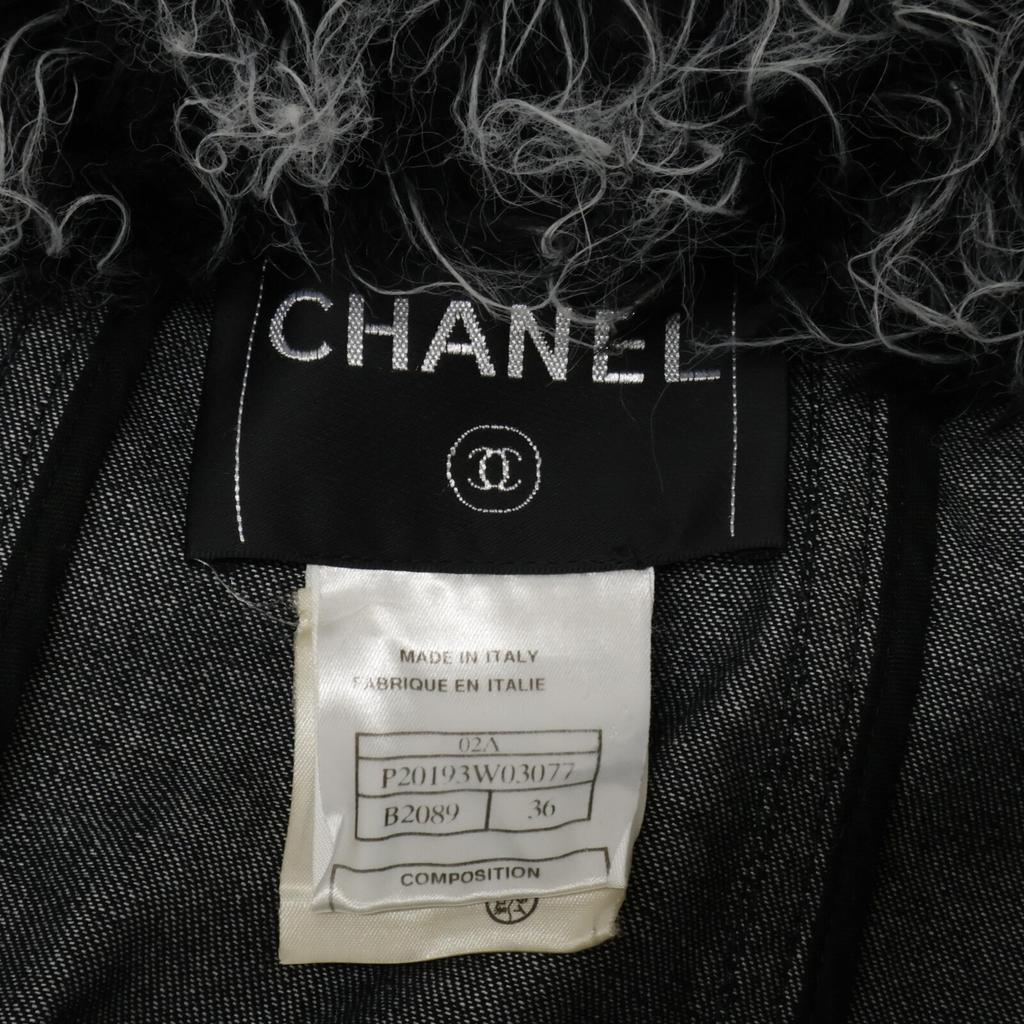 CHANEL
MADE IN ITALY
FABRIQUE EN ITALIE
02A
P20193W03077
B2089 36
COMPOSITION